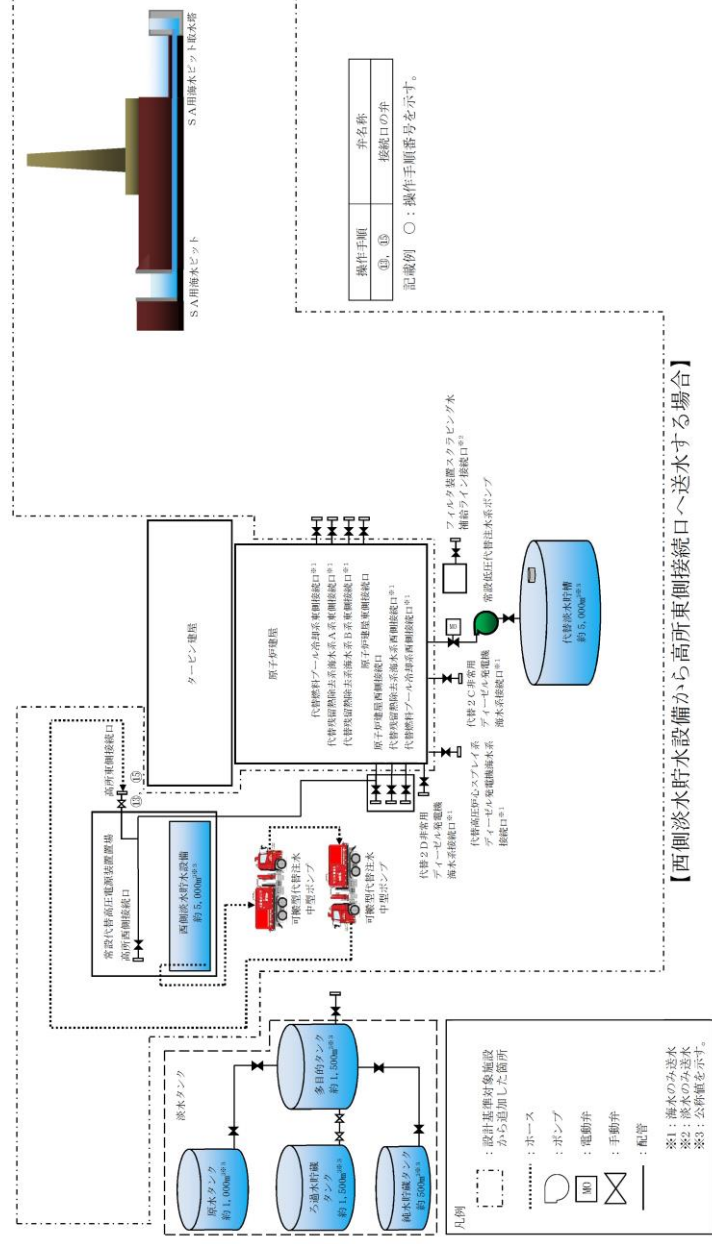 SA用海水ピット
SA用海水ピット取水塔
操作手順
弁名称
⑬,⑮
接続口の弁
記載例 ○:操作手順番号を示す。
タービン建屋
原子炉建屋
代替燃料プール冷却系東側接続口※1
代替残留熱除去系海水系A系東側接続口※1
代替残留熱除去系海水系B系東側接続口※1
原子炉建屋東側接続口
原子炉建屋西側接続口
代替残留熱除去系海水系西側接続口※1
代替燃料プール冷却系西側接続口※1
フィルタ装置スクラビング水
補給ライン接続口※2
常設低圧代替注水系ポンプ
MO
代替淡水貯槽
約5,000m³※3
代替2C非常用
ディーゼル発電機
海水系接続口※1
代替高圧炉心スプレイ系
ディーゼル発電機海水系
接続口※1
代替2D非常用
ディーゼル発電機
海水系接続口※1
高所東側接続口
⑬,⑮
常設代替高圧電源装置置場
高所西側接続口
西側淡水貯水設備
約5,000m³※3
可搬型代替注水
中型ポンプ
可搬型代替注水
中型ポンプ
淡水タンク
原水タンク
約1,000m³※3
ろ過水貯蔵
タンク
約1,500m³※3
純水貯蔵タンク
約500m³※3
多目的タンク
約1,500m³※3
凡例
:設計基準対象施設
から追加した箇所
:ホース
:ポンプ
MO
:電動弁
:手動弁
:配管
※1:海水のみ送水
※2:淡水のみ送水
※3:公称値を示す。
【西側淡水貯水設備から高所東側接続口へ送水する場合】